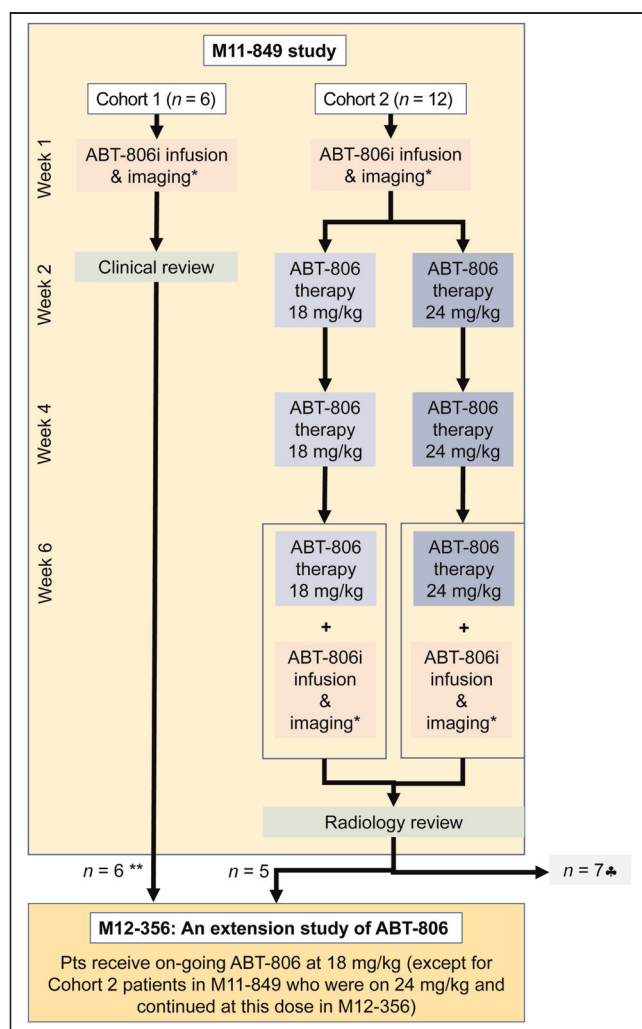 M11-849 study
Cohort 1 (n = 6)
Cohort 2 (n = 12)
Week 1
ABT-806i infusion
& imaging*
ABT-806i infusion
& imaging*
Week 2
Clinical review
ABT-806
therapy
18 mg/kg
ABT-806
therapy
24 mg/kg
Week 4
ABT-806
therapy
18 mg/kg
ABT-806
therapy
24 mg/kg
Week 6
ABT-806
therapy
18 mg/kg
+
ABT-806i
infusion
&
imaging*
ABT-806
therapy
24 mg/kg
+
ABT-806i
infusion
&
imaging*
Radiology review
n = 6 **
n = 5
n = 7♣
M12-356: An extension study of ABT-806
Pts receive on-going ABT-806 at 18 mg/kg (except for
Cohort 2 patients in M11-849 who were on 24 mg/kg and
continued at this dose in M12-356)